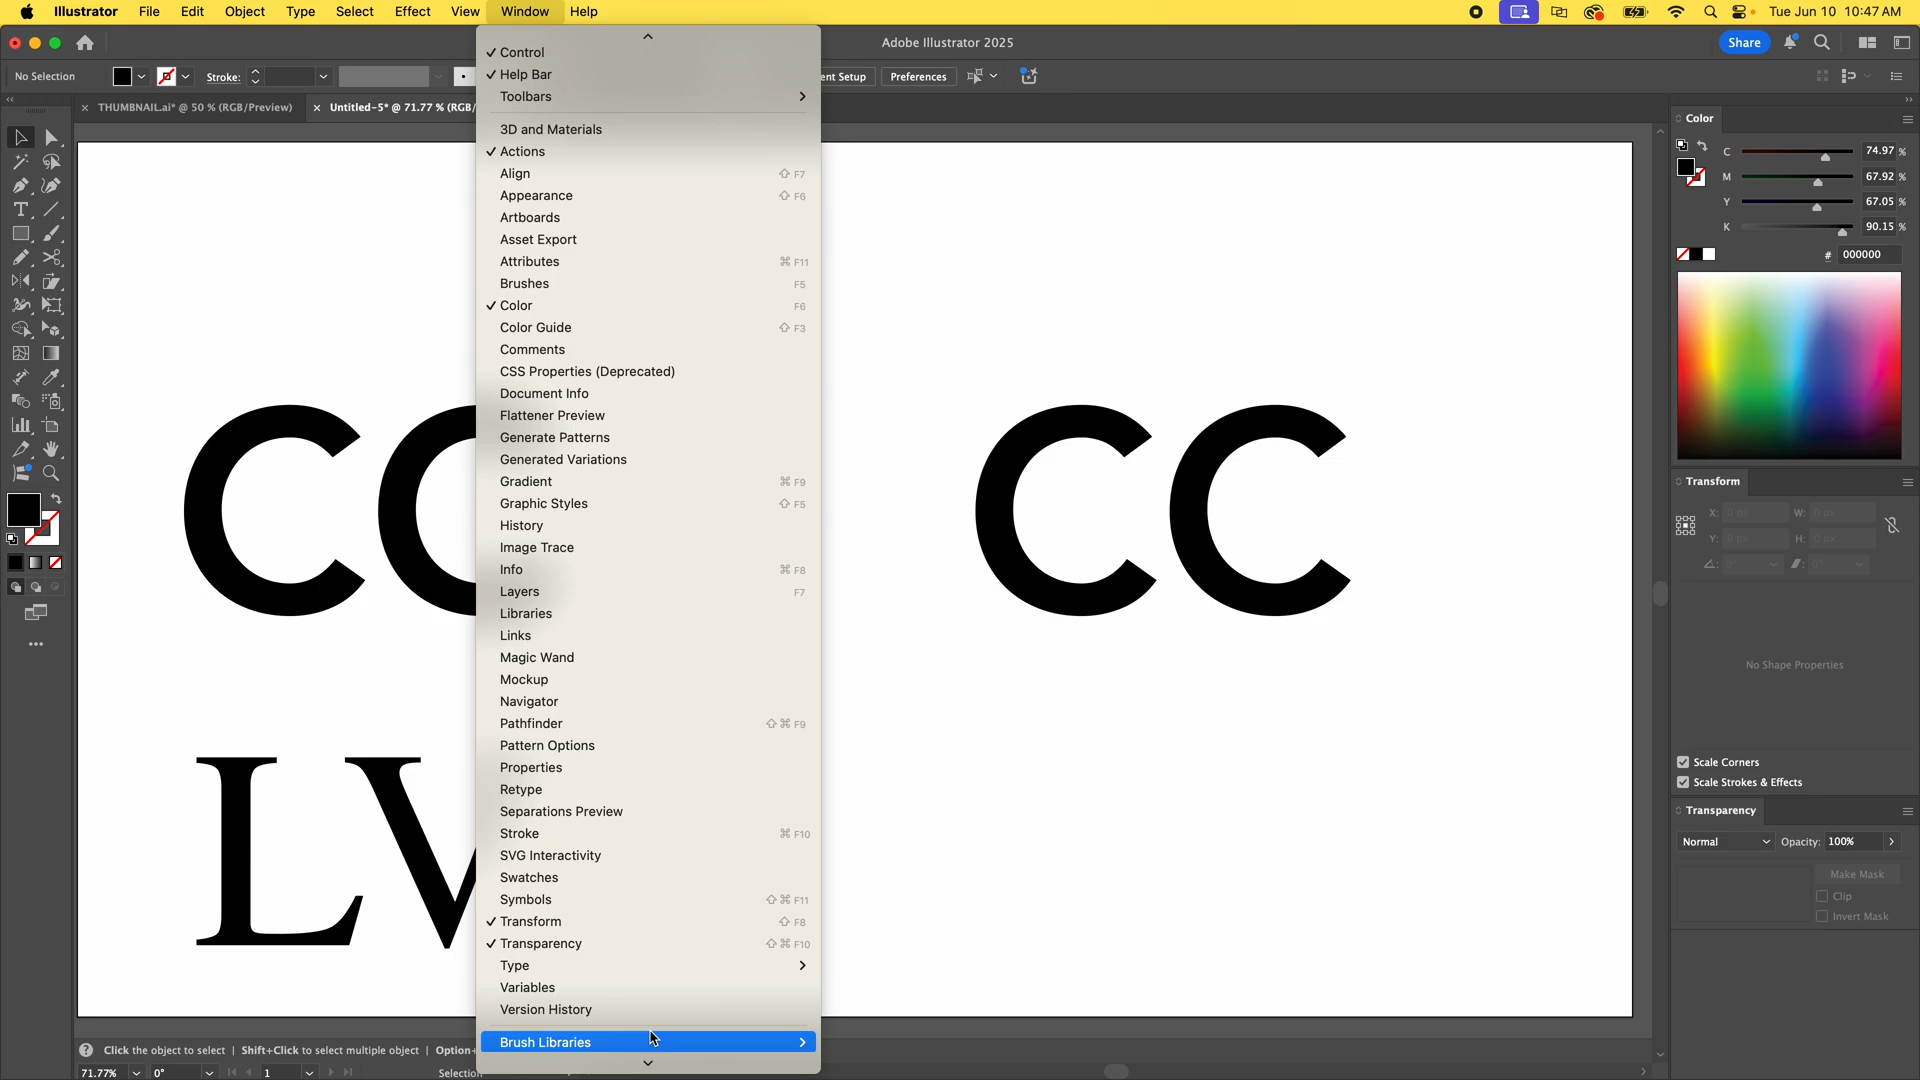 Illustrator File Edit Object Type Select Effect View Window Help
Tue Jun 10 10:47 AM
Adobe Illustrator 2025
Share
No Selection
Stroke:
ent Setup
Preferences
× THUMBNAIL.ai* @ 50 % (RGB/Preview)
× Untitled-5* @ 71.77 % (RGB/
✓ Control
✓ Help Bar
Toolbars
3D and Materials
✓ Actions
Align ⇧ F7
Appearance ⇧ F6
Artboards
Asset Export
Attributes ⌘ F11
Brushes F5
✓ Color F6
Color Guide ⇧ F3
Comments
CSS Properties (Deprecated)
Document Info
Flattener Preview
Generate Patterns
Generated Variations
Gradient ⌘ F9
Graphic Styles ⇧ F5
History
Image Trace
Info ⌘ F8
Layers F7
Libraries
Links
Magic Wand
Mockup
Navigator
Pathfinder ⇧ ⌘ F9
Pattern Options
Properties
Retype
Separations Preview
Stroke ⌘ F10
SVG Interactivity
Swatches
Symbols ⇧ ⌘ F11
✓ Transform ⇧ F8
✓ Transparency ⇧ ⌘ F10
Type
Variables
Version History
Brush Libraries
CC
CC
LV
Color
C 74.97 %
M 67.92 %
Y 67.05 %
K 90.15 %
# 000000
Transform
X: 0 px W: 0 px
Y: 0 px H: 0 px
0° 0°
No Shape Properties
Scale Corners
Scale Strokes & Effects
Transparency
Normal Opacity: 100%
Make Mask
Clip
Invert Mask
Click the object to select | Shift+Click to select multiple object | Option+
71.77% 0° 1 Selection